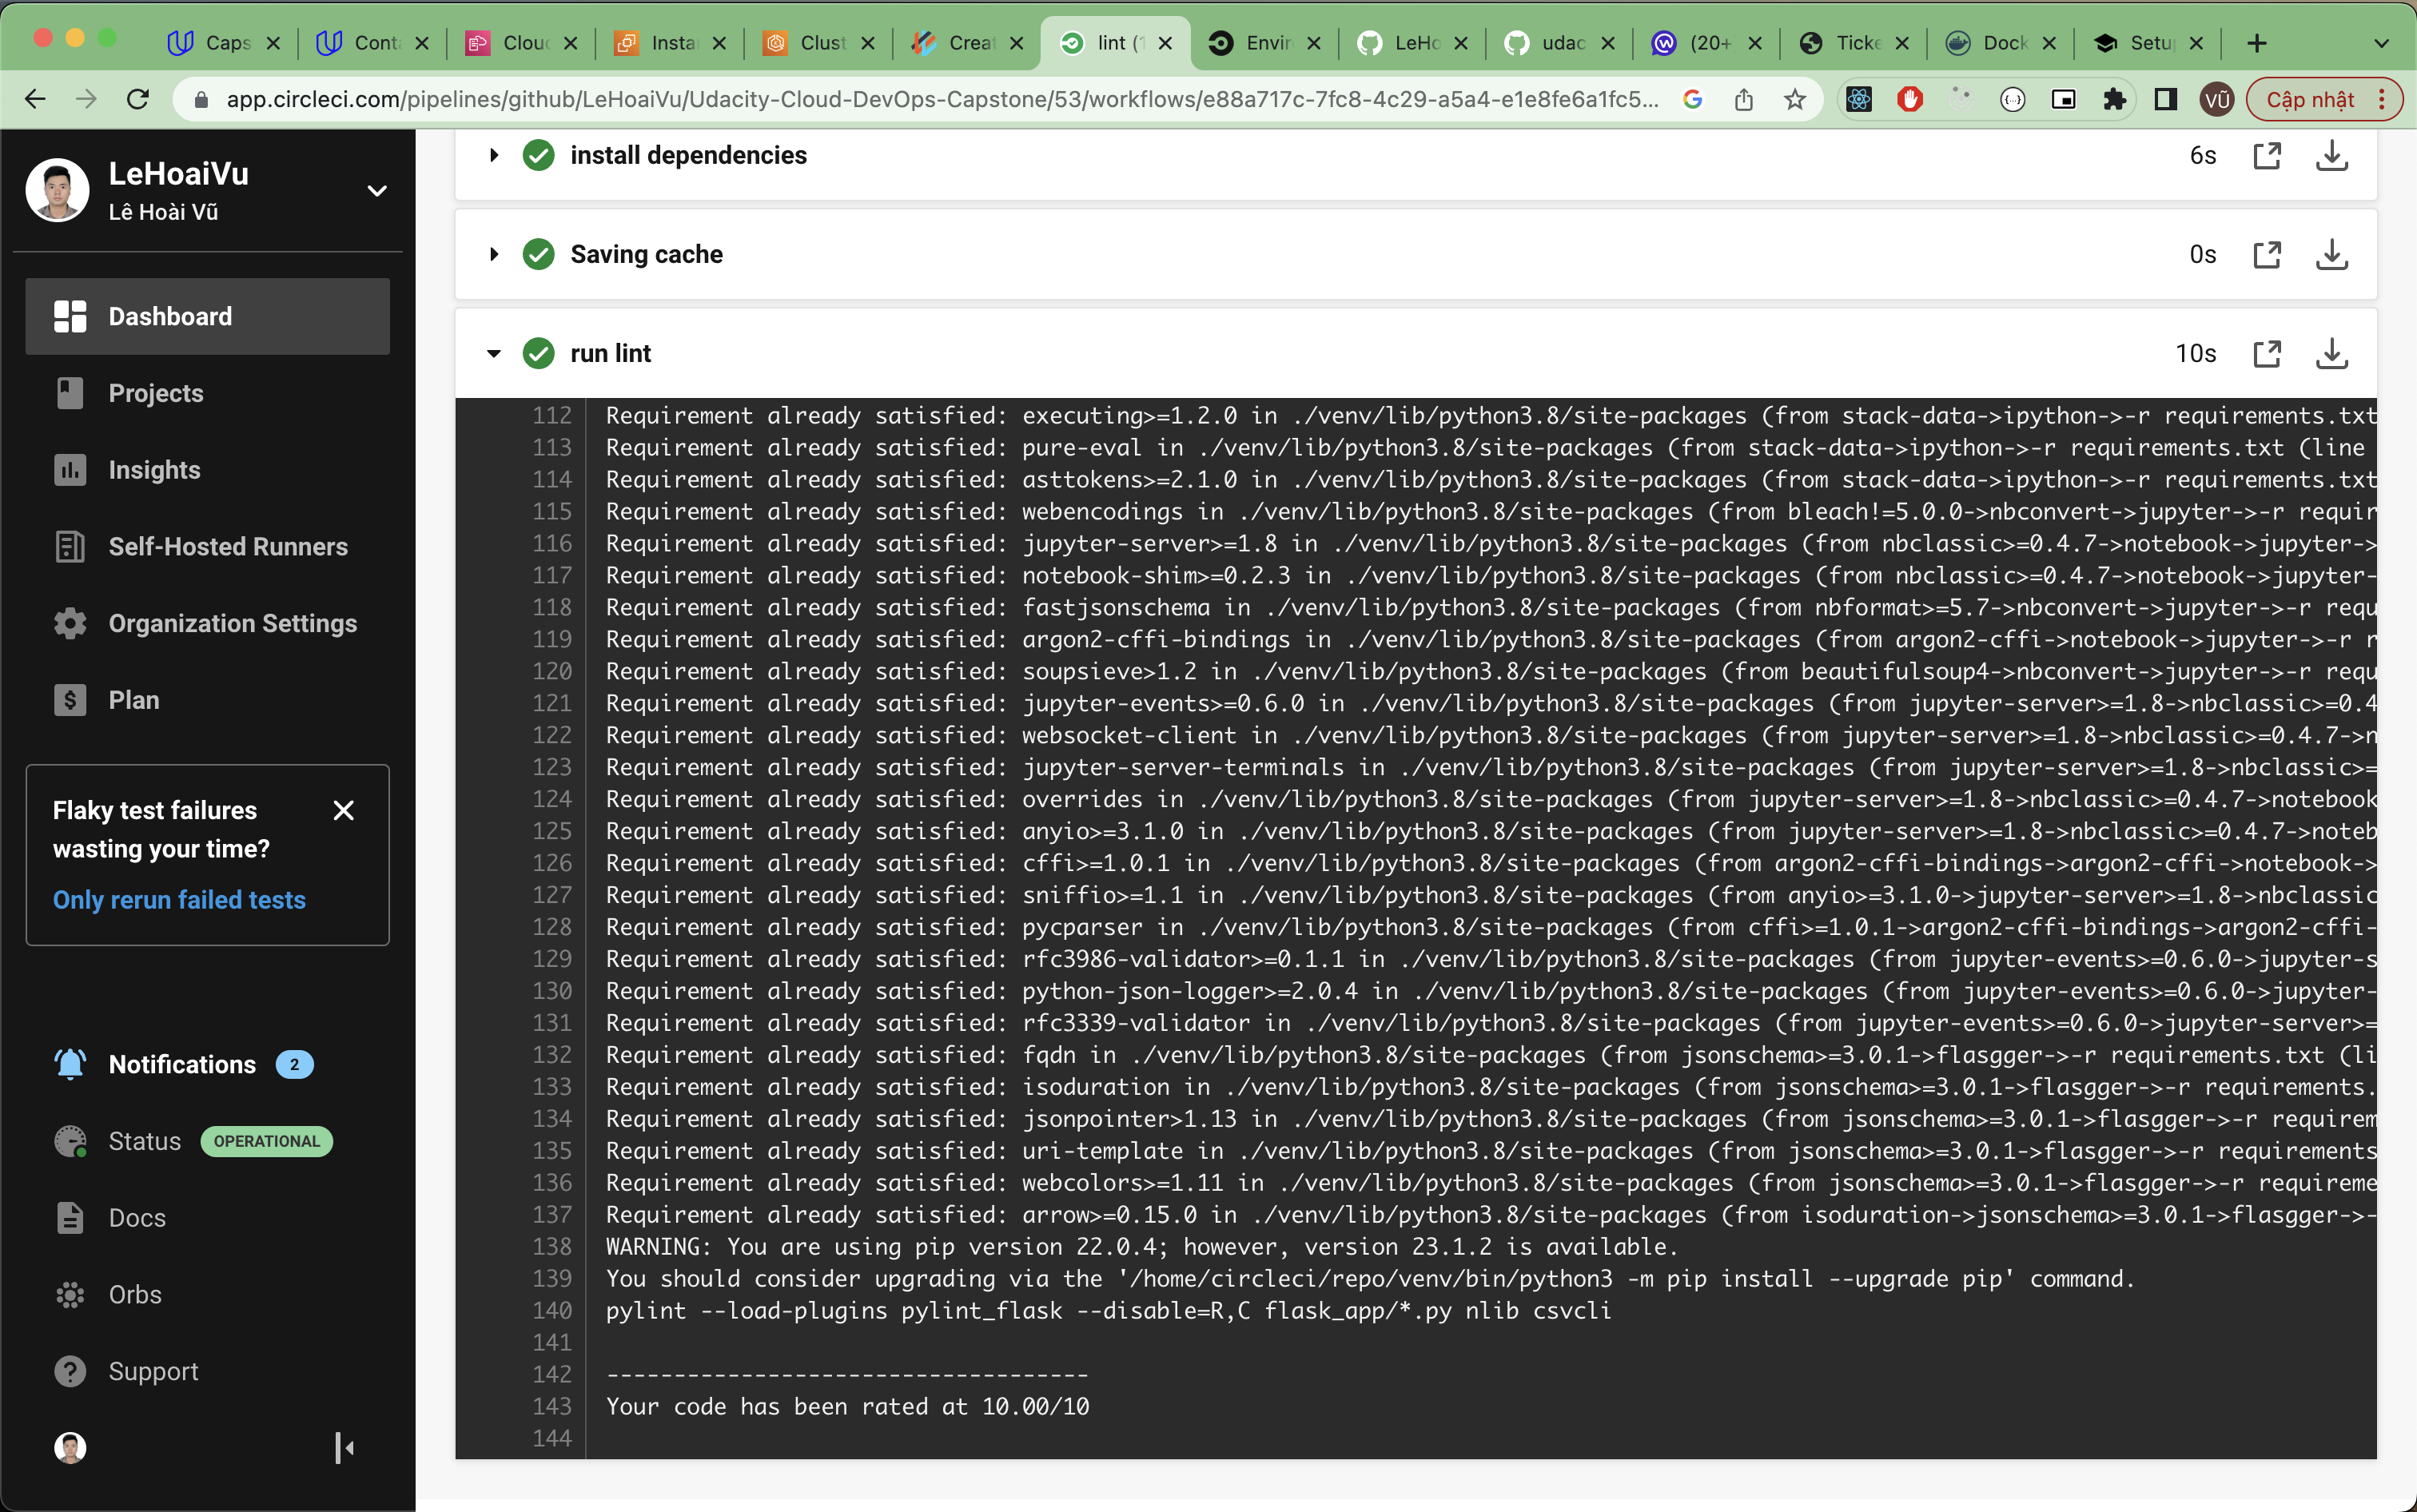 Caps
Conta
Clou
Insta
Clust
Creat
lint (1
Envir
LeHo
udac
(20+
Ticke
Dock
Setu
app.circleci.com/pipelines/github/LeHoaiVu/Udacity-Cloud-DevOps-Capstone/53/workflows/e88a717c-7fc8-4c29-a5a4-e1e8fe6a1fc5...
VŨ
Cập nhật
LeHoaiVu
Lê Hoài Vũ
Dashboard
Projects
Insights
Self-Hosted Runners
Organization Settings
Plan
Flaky test failures
wasting your time?
Only rerun failed tests
Notifications 2
Status OPERATIONAL
Docs
Orbs
Support
install dependencies 6s
Saving cache 0s
run lint 10s
112 Requirement already satisfied: executing>=1.2.0 in ./venv/lib/python3.8/site-packages (from stack-data->ipython->-r requirements.txt
113 Requirement already satisfied: pure-eval in ./venv/lib/python3.8/site-packages (from stack-data->ipython->-r requirements.txt (line
114 Requirement already satisfied: asttokens>=2.1.0 in ./venv/lib/python3.8/site-packages (from stack-data->ipython->-r requirements.txt
115 Requirement already satisfied: webencodings in ./venv/lib/python3.8/site-packages (from bleach!=5.0.0->nbconvert->jupyter->-r requir
116 Requirement already satisfied: jupyter-server>=1.8 in ./venv/lib/python3.8/site-packages (from nbclassic>=0.4.7->notebook->jupyter->
117 Requirement already satisfied: notebook-shim>=0.2.3 in ./venv/lib/python3.8/site-packages (from nbclassic>=0.4.7->notebook->jupyter-
118 Requirement already satisfied: fastjsonschema in ./venv/lib/python3.8/site-packages (from nbformat>=5.7->nbconvert->jupyter->-r requ
119 Requirement already satisfied: argon2-cffi-bindings in ./venv/lib/python3.8/site-packages (from argon2-cffi->notebook->jupyter->-r r
120 Requirement already satisfied: soupsieve>1.2 in ./venv/lib/python3.8/site-packages (from beautifulsoup4->nbconvert->jupyter->-r requ
121 Requirement already satisfied: jupyter-events>=0.6.0 in ./venv/lib/python3.8/site-packages (from jupyter-server>=1.8->nbclassic>=0.4
122 Requirement already satisfied: websocket-client in ./venv/lib/python3.8/site-packages (from jupyter-server>=1.8->nbclassic>=0.4.7->n
123 Requirement already satisfied: jupyter-server-terminals in ./venv/lib/python3.8/site-packages (from jupyter-server>=1.8->nbclassic>=
124 Requirement already satisfied: overrides in ./venv/lib/python3.8/site-packages (from jupyter-server>=1.8->nbclassic>=0.4.7->notebook
125 Requirement already satisfied: anyio>=3.1.0 in ./venv/lib/python3.8/site-packages (from jupyter-server>=1.8->nbclassic>=0.4.7->noteb
126 Requirement already satisfied: cffi>=1.0.1 in ./venv/lib/python3.8/site-packages (from argon2-cffi-bindings->argon2-cffi->notebook->
127 Requirement already satisfied: sniffio>=1.1 in ./venv/lib/python3.8/site-packages (from anyio>=3.1.0->jupyter-server>=1.8->nbclassic
128 Requirement already satisfied: pycparser in ./venv/lib/python3.8/site-packages (from cffi>=1.0.1->argon2-cffi-bindings->argon2-cffi-
129 Requirement already satisfied: rfc3986-validator>=0.1.1 in ./venv/lib/python3.8/site-packages (from jupyter-events>=0.6.0->jupyter-s
130 Requirement already satisfied: python-json-logger>=2.0.4 in ./venv/lib/python3.8/site-packages (from jupyter-events>=0.6.0->jupyter-
131 Requirement already satisfied: rfc3339-validator in ./venv/lib/python3.8/site-packages (from jupyter-events>=0.6.0->jupyter-server>=
132 Requirement already satisfied: fqdn in ./venv/lib/python3.8/site-packages (from jsonschema>=3.0.1->flasgger->-r requirements.txt (li
133 Requirement already satisfied: isoduration in ./venv/lib/python3.8/site-packages (from jsonschema>=3.0.1->flasgger->-r requirements.
134 Requirement already satisfied: jsonpointer>1.13 in ./venv/lib/python3.8/site-packages (from jsonschema>=3.0.1->flasgger->-r requirem
135 Requirement already satisfied: uri-template in ./venv/lib/python3.8/site-packages (from jsonschema>=3.0.1->flasgger->-r requirements
136 Requirement already satisfied: webcolors>=1.11 in ./venv/lib/python3.8/site-packages (from jsonschema>=3.0.1->flasgger->-r requireme
137 Requirement already satisfied: arrow>=0.15.0 in ./venv/lib/python3.8/site-packages (from isoduration->jsonschema>=3.0.1->flasgger->-
138 WARNING: You are using pip version 22.0.4; however, version 23.1.2 is available.
139 You should consider upgrading via the '/home/circleci/repo/venv/bin/python3 -m pip install --upgrade pip' command.
140 pylint --load-plugins pylint_flask --disable=R,C flask_app/*.py nlib csvcli
141
142 ------------------------------------
143 Your code has been rated at 10.00/10
144